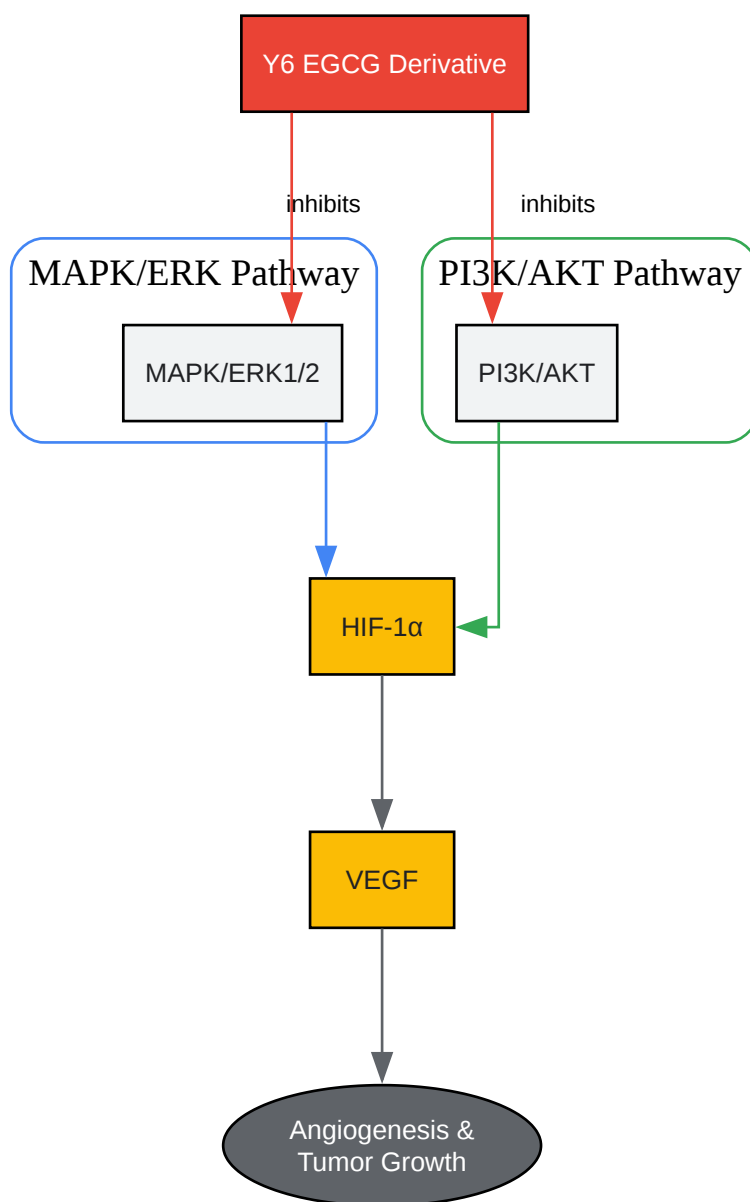 Y6 EGCG Derivative
inhibits
inhibits
MAPK/ERK Pathway
PI3K/AKT Pathway
MAPK/ERK1/2
PI3K/AKT
HIF-1α
VEGF
Angiogenesis &
Tumor Growth